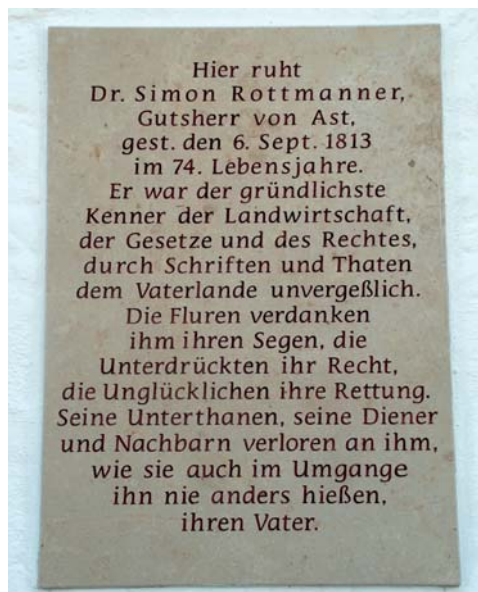 Hier ruht
Dr. Simon Rottmanner,
Gutsherr von Ast,
gest. den 6. Sept. 1813
im 74. Lebensjahre.
Er war der gründlichste
Kenner der Landwirtschaft,
der Gesetze und des Rechtes,
durch Schriften und Thaten
dem Vaterlande unvergeßlich.
Die Fluren verdanken
ihm ihren Segen, die
Unterdrückten ihr Recht,
die Unglücklichen ihre Rettung.
Seine Unterthanen, seine Diener
und Nachbarn verloren an ihm,
wie sie auch im Umgange
ihn nie anders hießen,
ihren Vater.